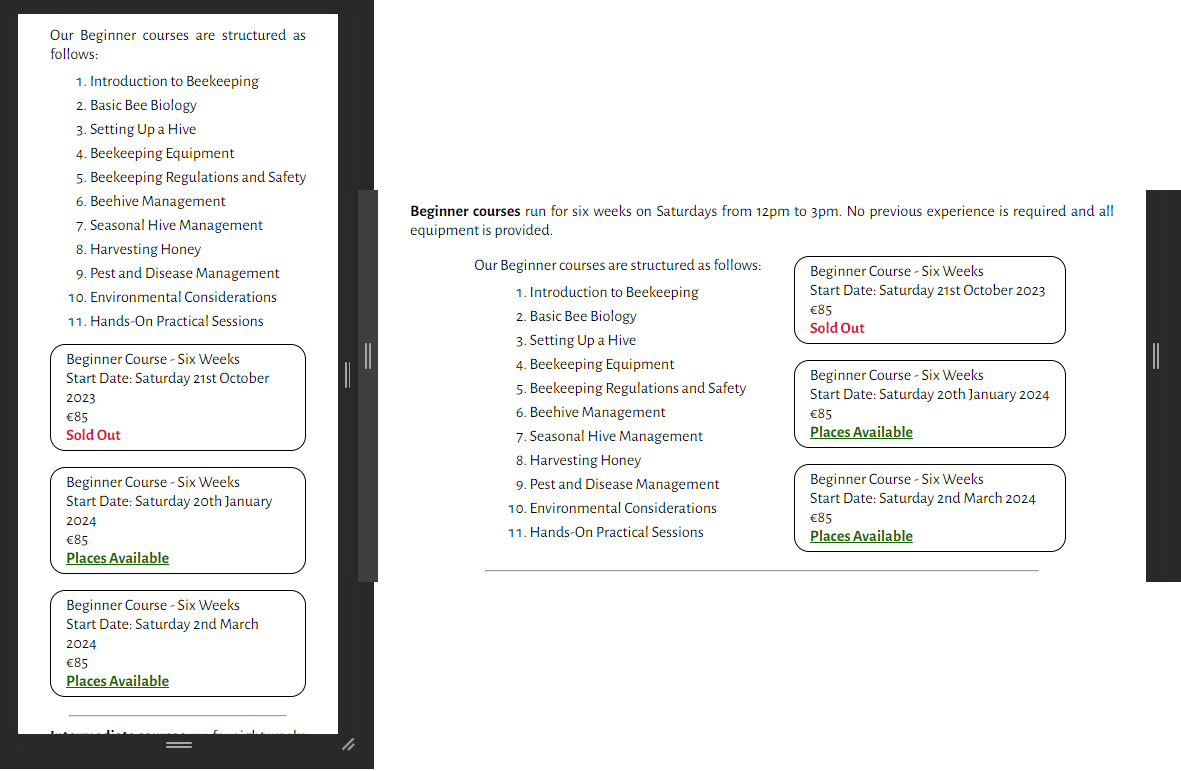 Our Beginner courses are structured as
follows:
1. Introduction to Beekeeping
2. Basic Bee Biology
3. Setting Up a Hive
4. Beekeeping Equipment
5. Beekeeping Regulations and Safety
6. Beehive Management
7. Seasonal Hive Management
8. Harvesting Honey
9. Pest and Disease Management
10. Environmental Considerations
11. Hands-On Practical Sessions
Beginner Course - Six Weeks
Start Date: Saturday 21st October
2023
€85
Sold Out
Beginner Course - Six Weeks
Start Date: Saturday 20th January
2024
€85
Places Available
Beginner Course - Six Weeks
Start Date: Saturday 2nd March
2024
€85
Places Available
Beginner courses run for six weeks on Saturdays from 12pm to 3pm. No previous experience is required and all
equipment is provided.
Our Beginner courses are structured as follows:
1. Introduction to Beekeeping
2. Basic Bee Biology
3. Setting Up a Hive
4. Beekeeping Equipment
5. Beekeeping Regulations and Safety
6. Beehive Management
7. Seasonal Hive Management
8. Harvesting Honey
9. Pest and Disease Management
10. Environmental Considerations
11. Hands-On Practical Sessions
Beginner Course - Six Weeks
Start Date: Saturday 21st October 2023
€85
Sold Out
Beginner Course - Six Weeks
Start Date: Saturday 20th January 2024
€85
Places Available
Beginner Course - Six Weeks
Start Date: Saturday 2nd March 2024
€85
Places Available